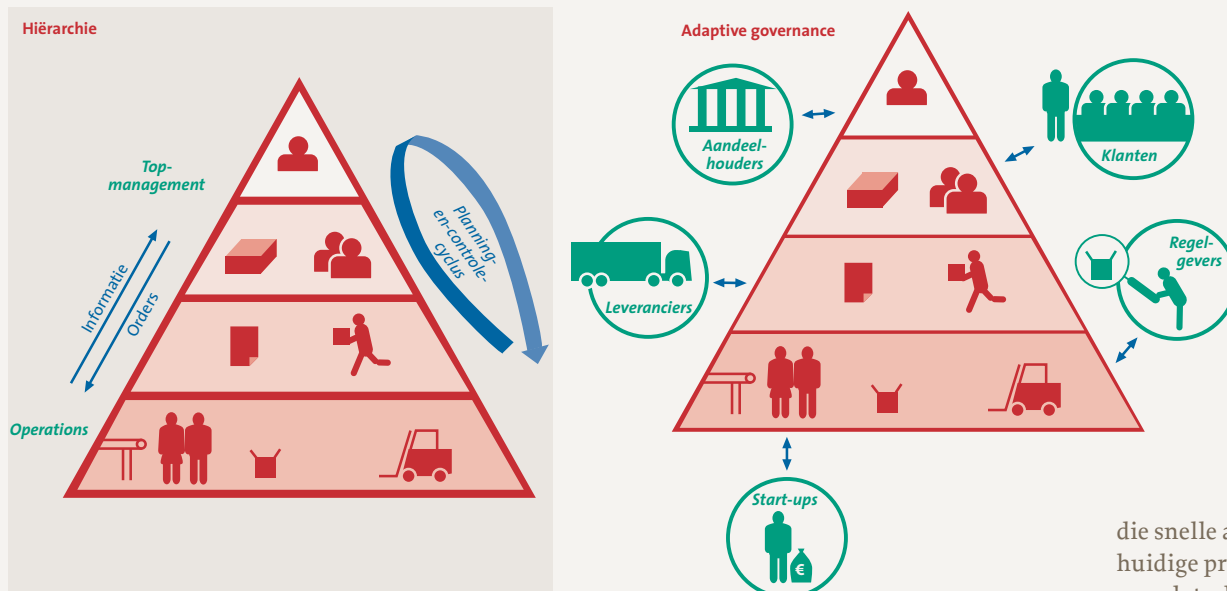 Hiërarchie
Top-
management
Informatie
Orders
Operations
Planning-
en-controle-
cyclus
Adaptive governance
Aandeel-
houders
Klanten
Leveranciers
Regel-
gevers
Start-ups
€
die snelle a
huidige pr